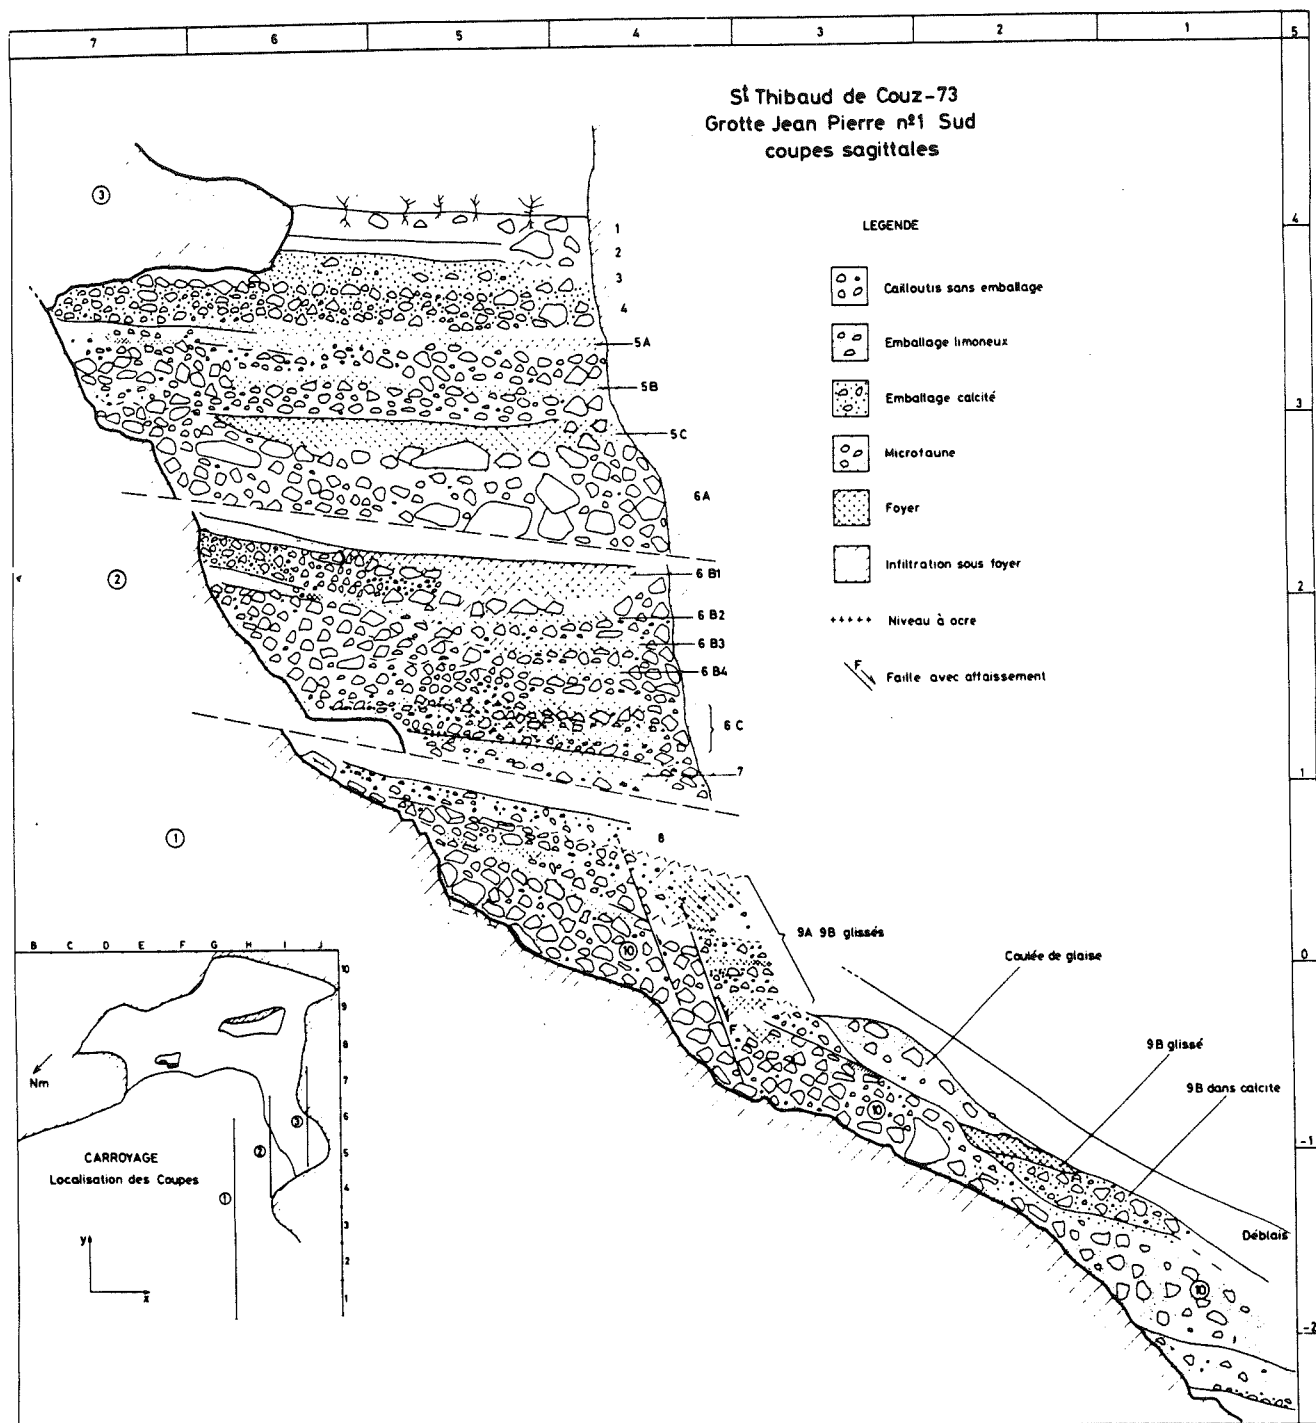 7 6 5 4 3 2 1 5
St Thibaud de Couz-73
Grotte Jean Pierre nº1 Sud
coupes sagittales
LEGENDE
Cailloutis sans emballage
Emballage limoneux
Emballage calcité
Microfaune
Foyer
Infiltration sous foyer
+++++ Niveau à ocre
F Faille avec affaissement
3
1
2
3
4
5A
5B
5C
6A
2
6 B1
6 B2
6 B3
6 B4
6 C
7
1
8
9A 9B glissés
10
F
Coulée de glaise
9B glissé
10
9B dans calcite
Déblais
10
4
3
2
1
0
-1
-2
B C D E F G H I J
10
9
8
7
6
5
4
3
2
1
Nm
3
2
1
CARROYAGE
Localisation des Coupes
y
x